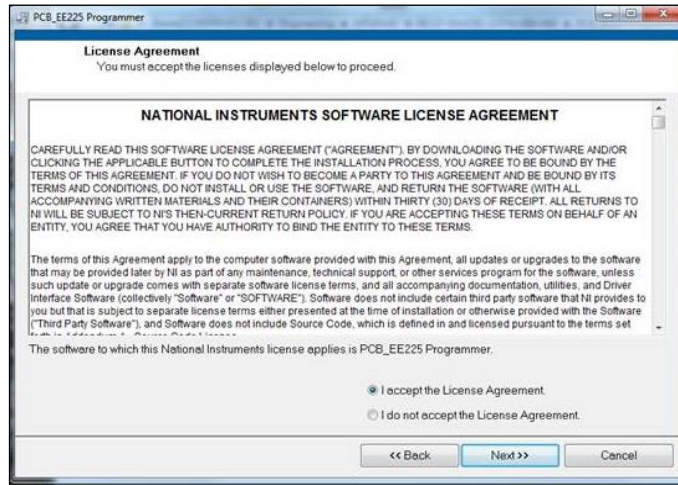 PCB_EE225 Programmer
License Agreement
You must accept the licenses displayed below to proceed.
NATIONAL INSTRUMENTS SOFTWARE LICENSE AGREEMENT
CAREFULLY READ THIS SOFTWARE LICENSE AGREEMENT ("AGREEMENT"). BY DOWNLOADING THE SOFTWARE AND/OR
CLICKING THE APPLICABLE BUTTON TO COMPLETE THE INSTALLATION PROCESS, YOU AGREE TO BE BOUND BY THE
TERMS OF THIS AGREEMENT. IF YOU DO NOT WISH TO BECOME A PARTY TO THIS AGREEMENT AND BE BOUND BY ITS
TERMS AND CONDITIONS, DO NOT INSTALL OR USE THE SOFTWARE, AND RETURN THE SOFTWARE (WITH ALL
ACCOMPANYING WRITTEN MATERIALS AND THEIR CONTAINERS) WITHIN THIRTY (30) DAYS OF RECEIPT. ALL RETURNS TO
NI WILL BE SUBJECT TO NI'S THEN-CURRENT RETURN POLICY. IF YOU ARE ACCEPTING THESE TERMS ON BEHALF OF AN
ENTITY, YOU AGREE THAT YOU HAVE AUTHORITY TO BIND THE ENTITY TO THESE TERMS.
The terms of this Agreement apply to the computer software provided with this Agreement, all updates or upgrades to the software
that may be provided later by NI as part of any maintenance, technical support, or other services program for the software, unless
such update or upgrade comes with separate software license terms, and all accompanying documentation, utilities, and Driver
Interface Software (collectively "Software" or "SOFTWARE"). Software does not include certain third party software that NI provides to
you but that is subject to separate license terms either presented at the time of installation or otherwise provided with the Software
("Third Party Software"), and Software does not include Source Code, which is defined in and licensed pursuant to the terms set
The software to which this National Instruments license applies is PCB_EE225 Programmer.
I accept the License Agreement.
I do not accept the License Agreement.
<< Back
Next >>
Cancel